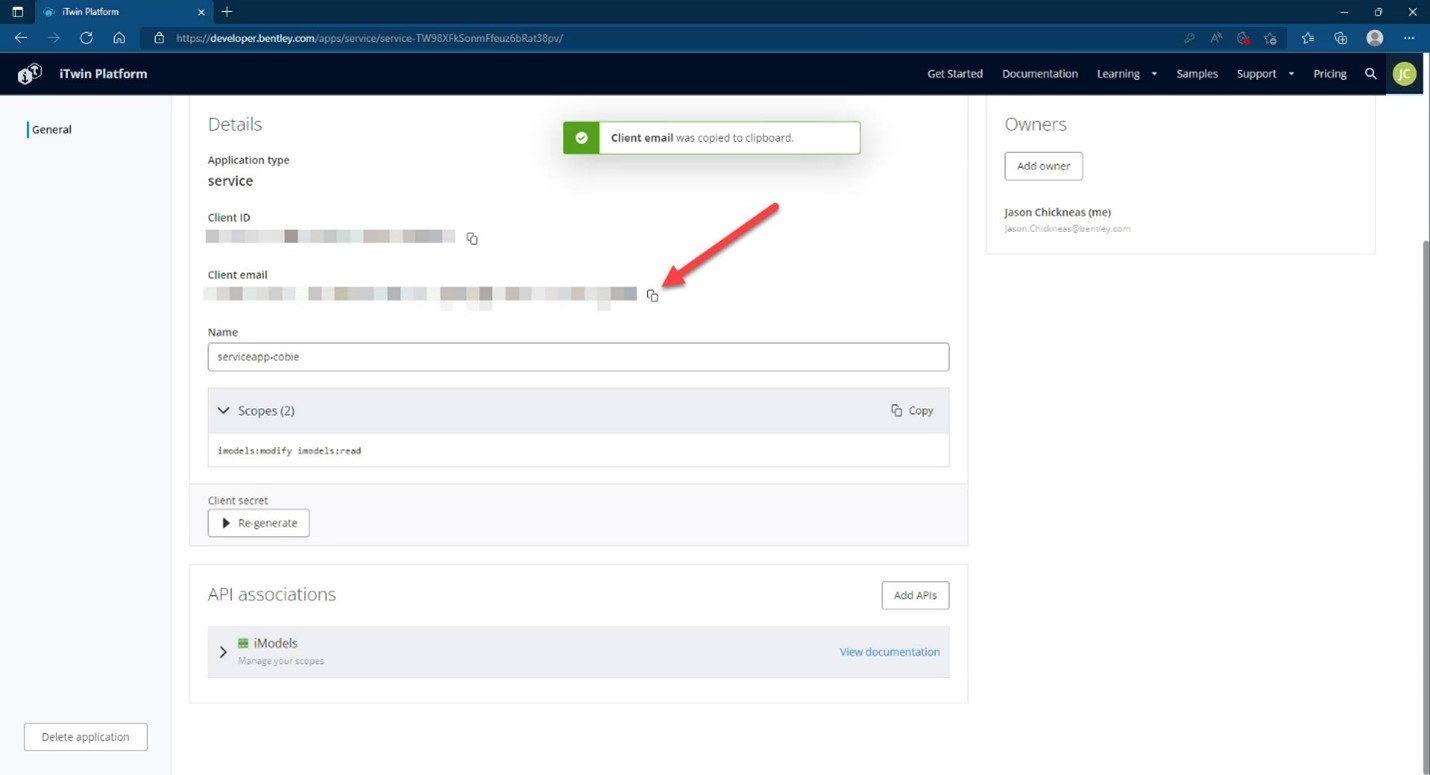 iTwin Platform
https://developer.bentley.com/apps/service/service-TW98XFkSonmFfeuz6bRat38pv/
iTwin Platform
Get Started Documentation Learning Samples Support Pricing JC
General
Details
Client email was copied to clipboard.
Owners
Application type
service
Add owner
Client ID
Jason Chickneas (me)
Jason.Chickneas@bentley.com
Client email
Name
serviceapp-cobie
Scopes (2) Copy
imodels:modify imodels:read
Client secret
Re-generate
API associations Add APIs
iModels
Manage your scopes
View documentation
Delete application